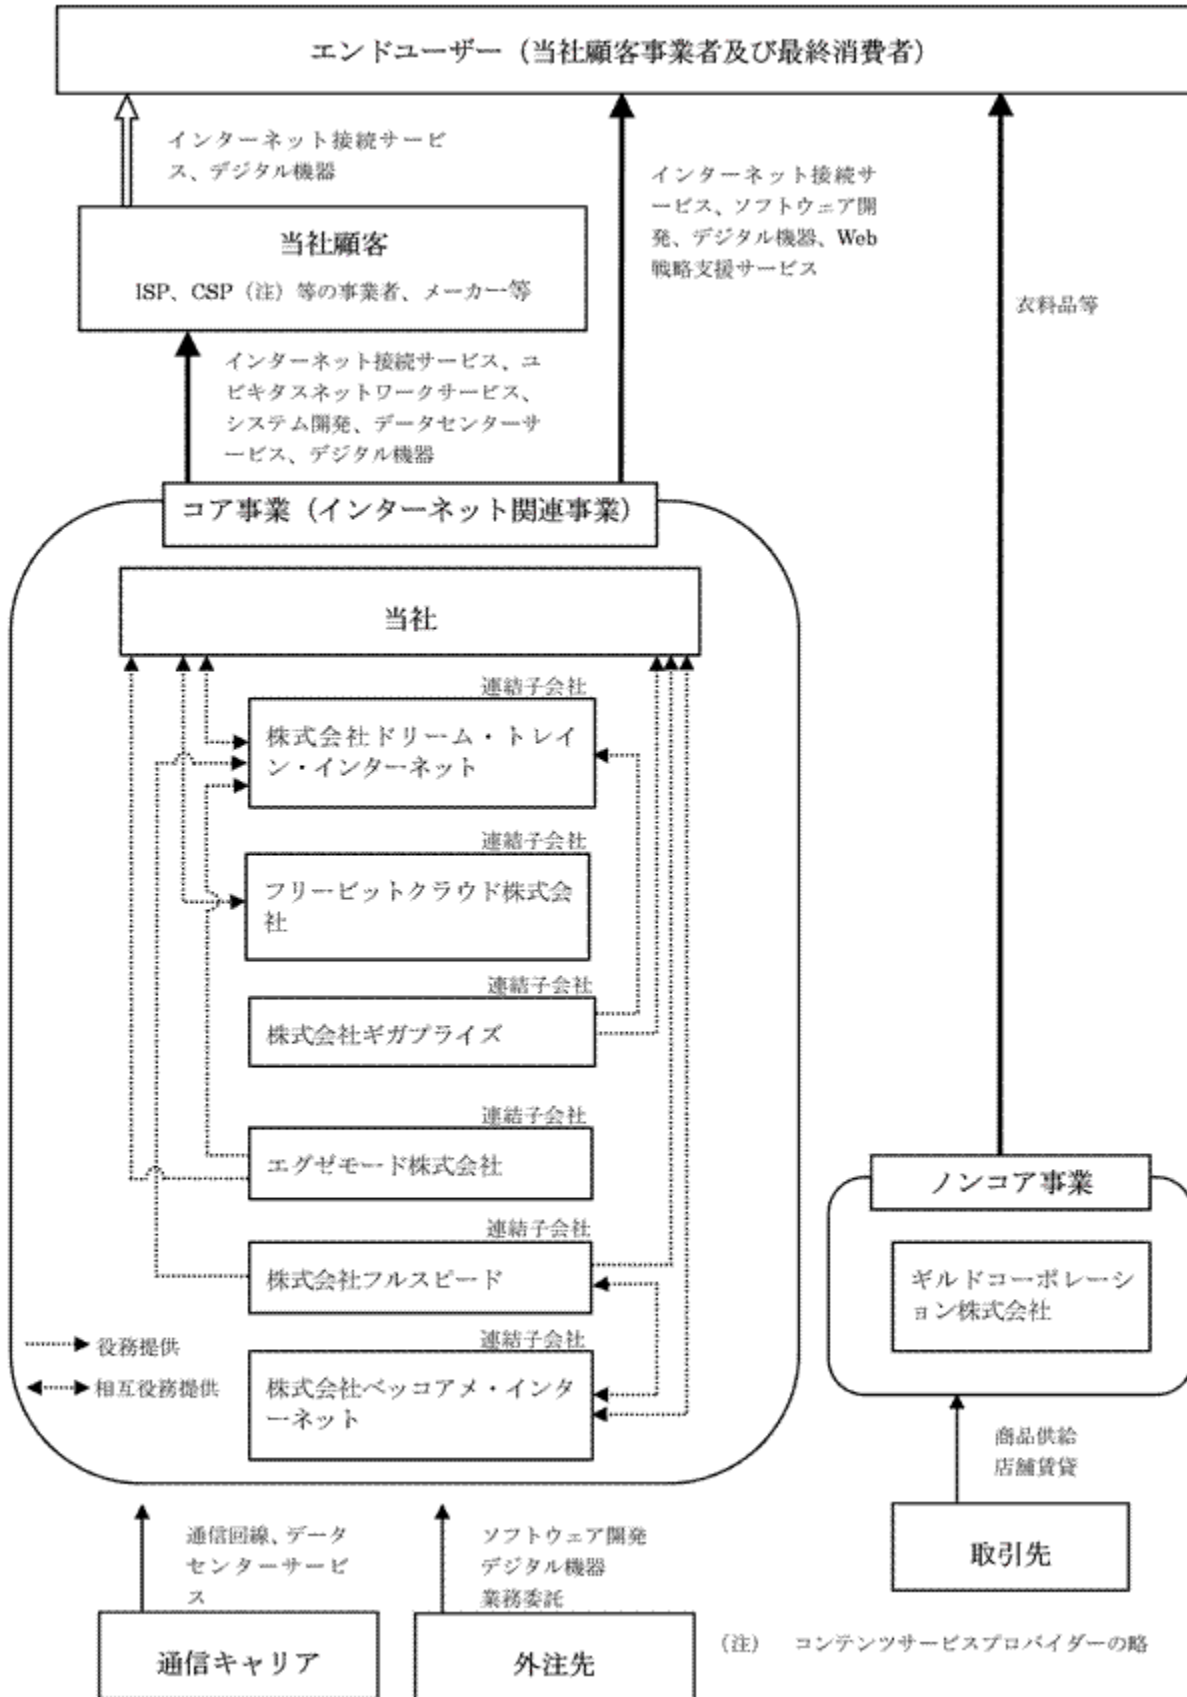 エンドユーザー（当社顧客事業者及び最終消費者）
インターネット接続サービ
ス、デジタル機器
インターネット接続サ
ービス、ソフトウェア開
発、デジタル機器、Web
戦略支援サービス
当社顧客
ISP、CSP（注）等の事業者、メーカー等
衣料品等
インターネット接続サービス、ユ
ビキタスネットワークサービス、
システム開発、データセンターサ
ービス、デジタル機器
コア事業（インターネット関連事業）
当社
連結子会社
株式会社ドリーム・トレイ
ン・インターネット
連結子会社
フリービットクラウド株式会
社
連結子会社
株式会社ギガプライズ
連結子会社
エグゼモード株式会社
連結子会社
株式会社フルスピード
連結子会社
株式会社ベッコアメ・インタ
ーネット
役務提供
相互役務提供
ノンコア事業
ギルドコーポレーシ
ョン株式会社
商品供給
店舗賃貸
取引先
通信回線、データ
センターサービ
ス
ソフトウェア開発
デジタル機器
業務委託
通信キャリア
外注先
（注）　コンテンツサービスプロバイダーの略